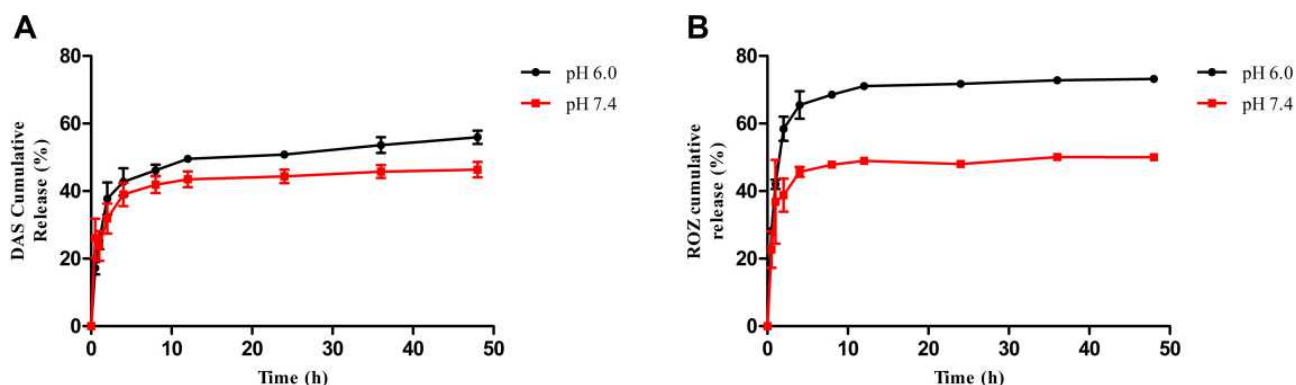 A
DAS Cumulative
Release (%)
80
60
40
20
0
0 10 20 30 40 50
Time (h)
pH 6.0
pH 7.4
B
ROZ cumulative
release (%)
80
60
40
20
0
0 10 20 30 40 50
Time (h)
pH 6.0
pH 7.4